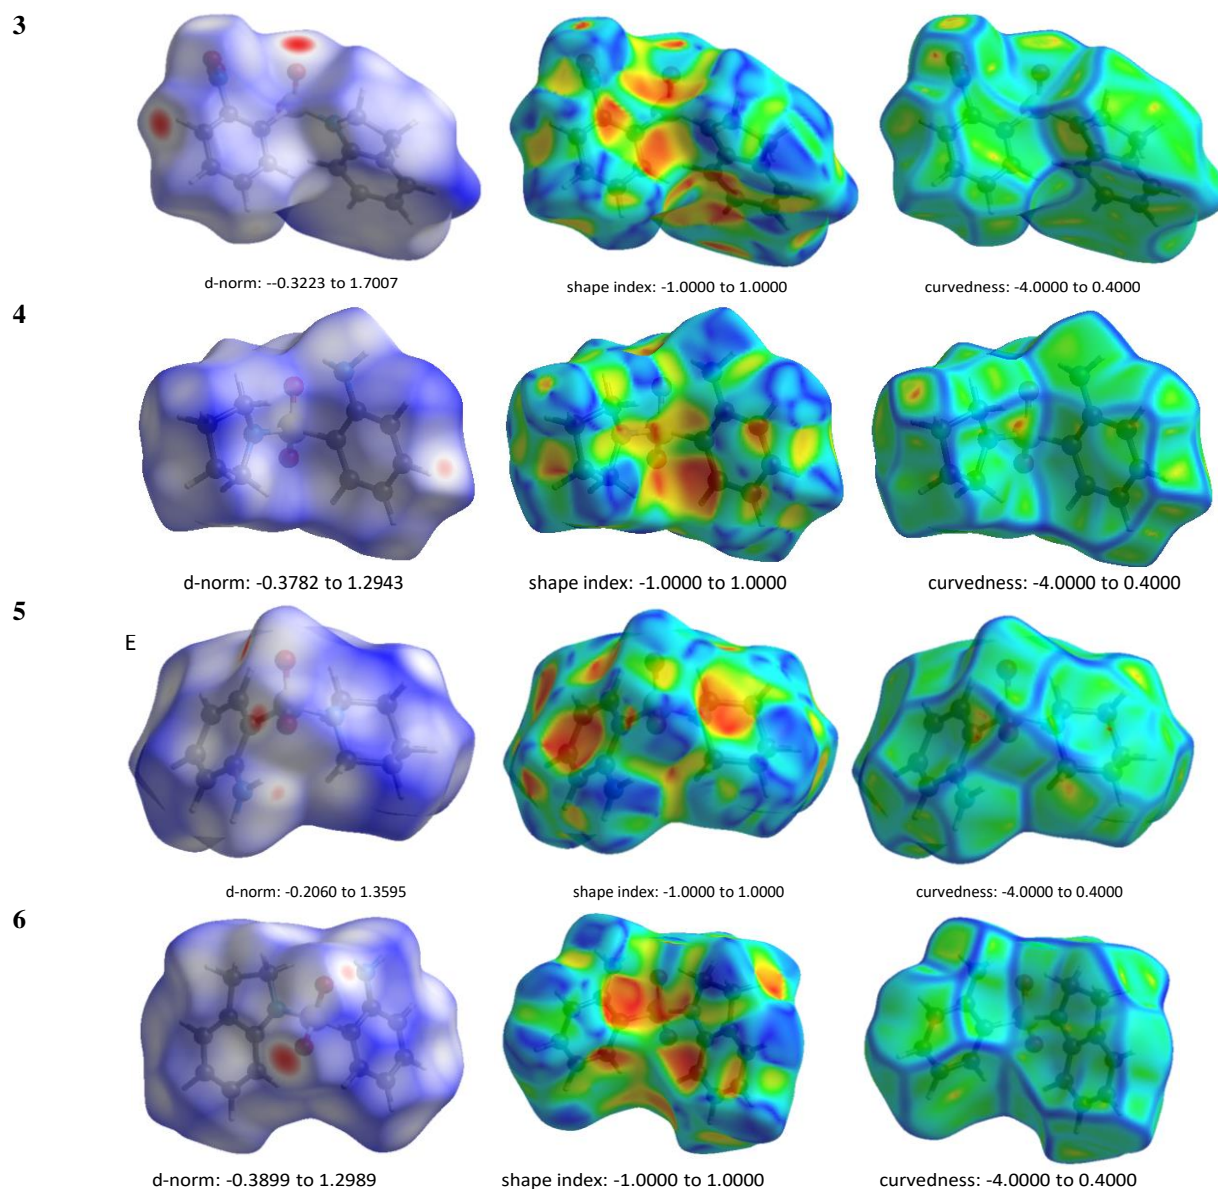 3
d-norm: --0.3223 to 1.7007
shape index: -1.0000 to 1.0000
curvedness: -4.0000 to 0.4000
4
d-norm: -0.3782 to 1.2943
shape index: -1.0000 to 1.0000
curvedness: -4.0000 to 0.4000
5
E
d-norm: -0.2060 to 1.3595
shape index: -1.0000 to 1.0000
curvedness: -4.0000 to 0.4000
6
d-norm: -0.3899 to 1.2989
shape index: -1.0000 to 1.0000
curvedness: -4.0000 to 0.4000